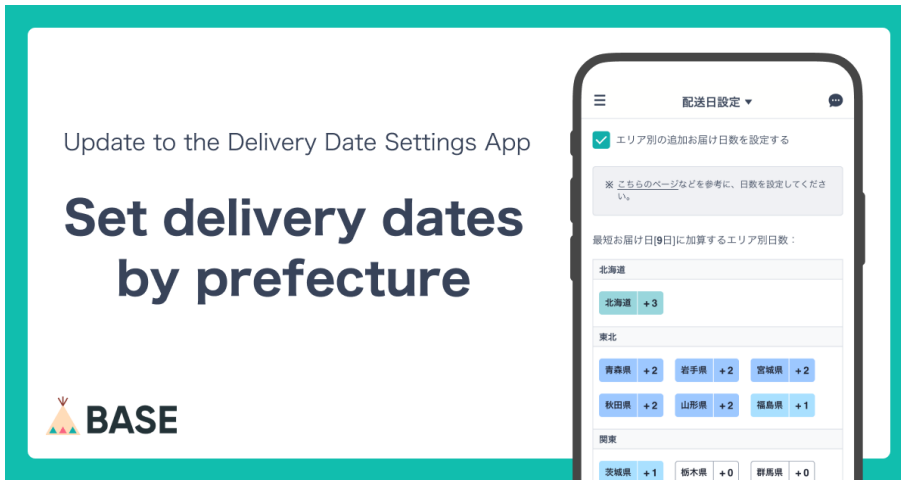 Update to the Delivery Date Settings App
Set delivery dates
by prefecture
BASE
配送日設定 ▼
エリア別の追加お届け日数を設定する
※ こちらのページなどを参考に、日数を設定してくださ
い。
最短お届け日[9日]に加算するエリア別日数：
北海道
北海道 +3
東北
青森県 +2 岩手県 +2 宮城県 +2
秋田県 +2 山形県 +2 福島県 +1
関東
茨城県 +1 栃木県 +0 群馬県 +0